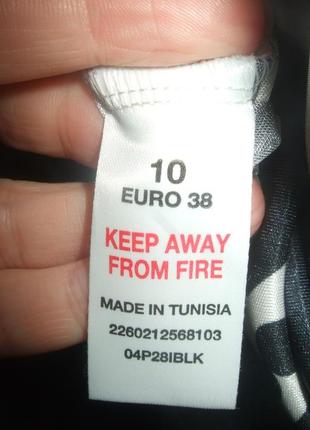 10
EURO 38
KEEP AWAY
FROM FIRE
MADE IN TUNISIA
2260212568103
04P28IBLK